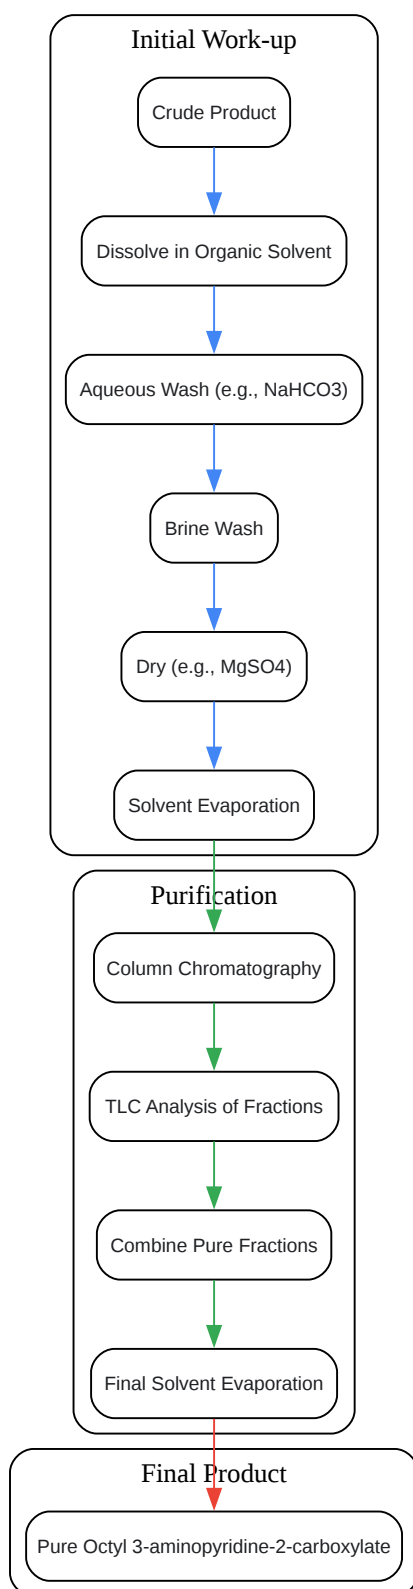 Initial Work-up
Crude Product
Dissolve in Organic Solvent
Aqueous Wash (e.g., NaHCO3)
Brine Wash
Dry (e.g., MgSO4)
Solvent Evaporation
Purification
Column Chromatography
TLC Analysis of Fractions
Combine Pure Fractions
Final Solvent Evaporation
Final Product
Pure Octyl 3-aminopyridine-2-carboxylate